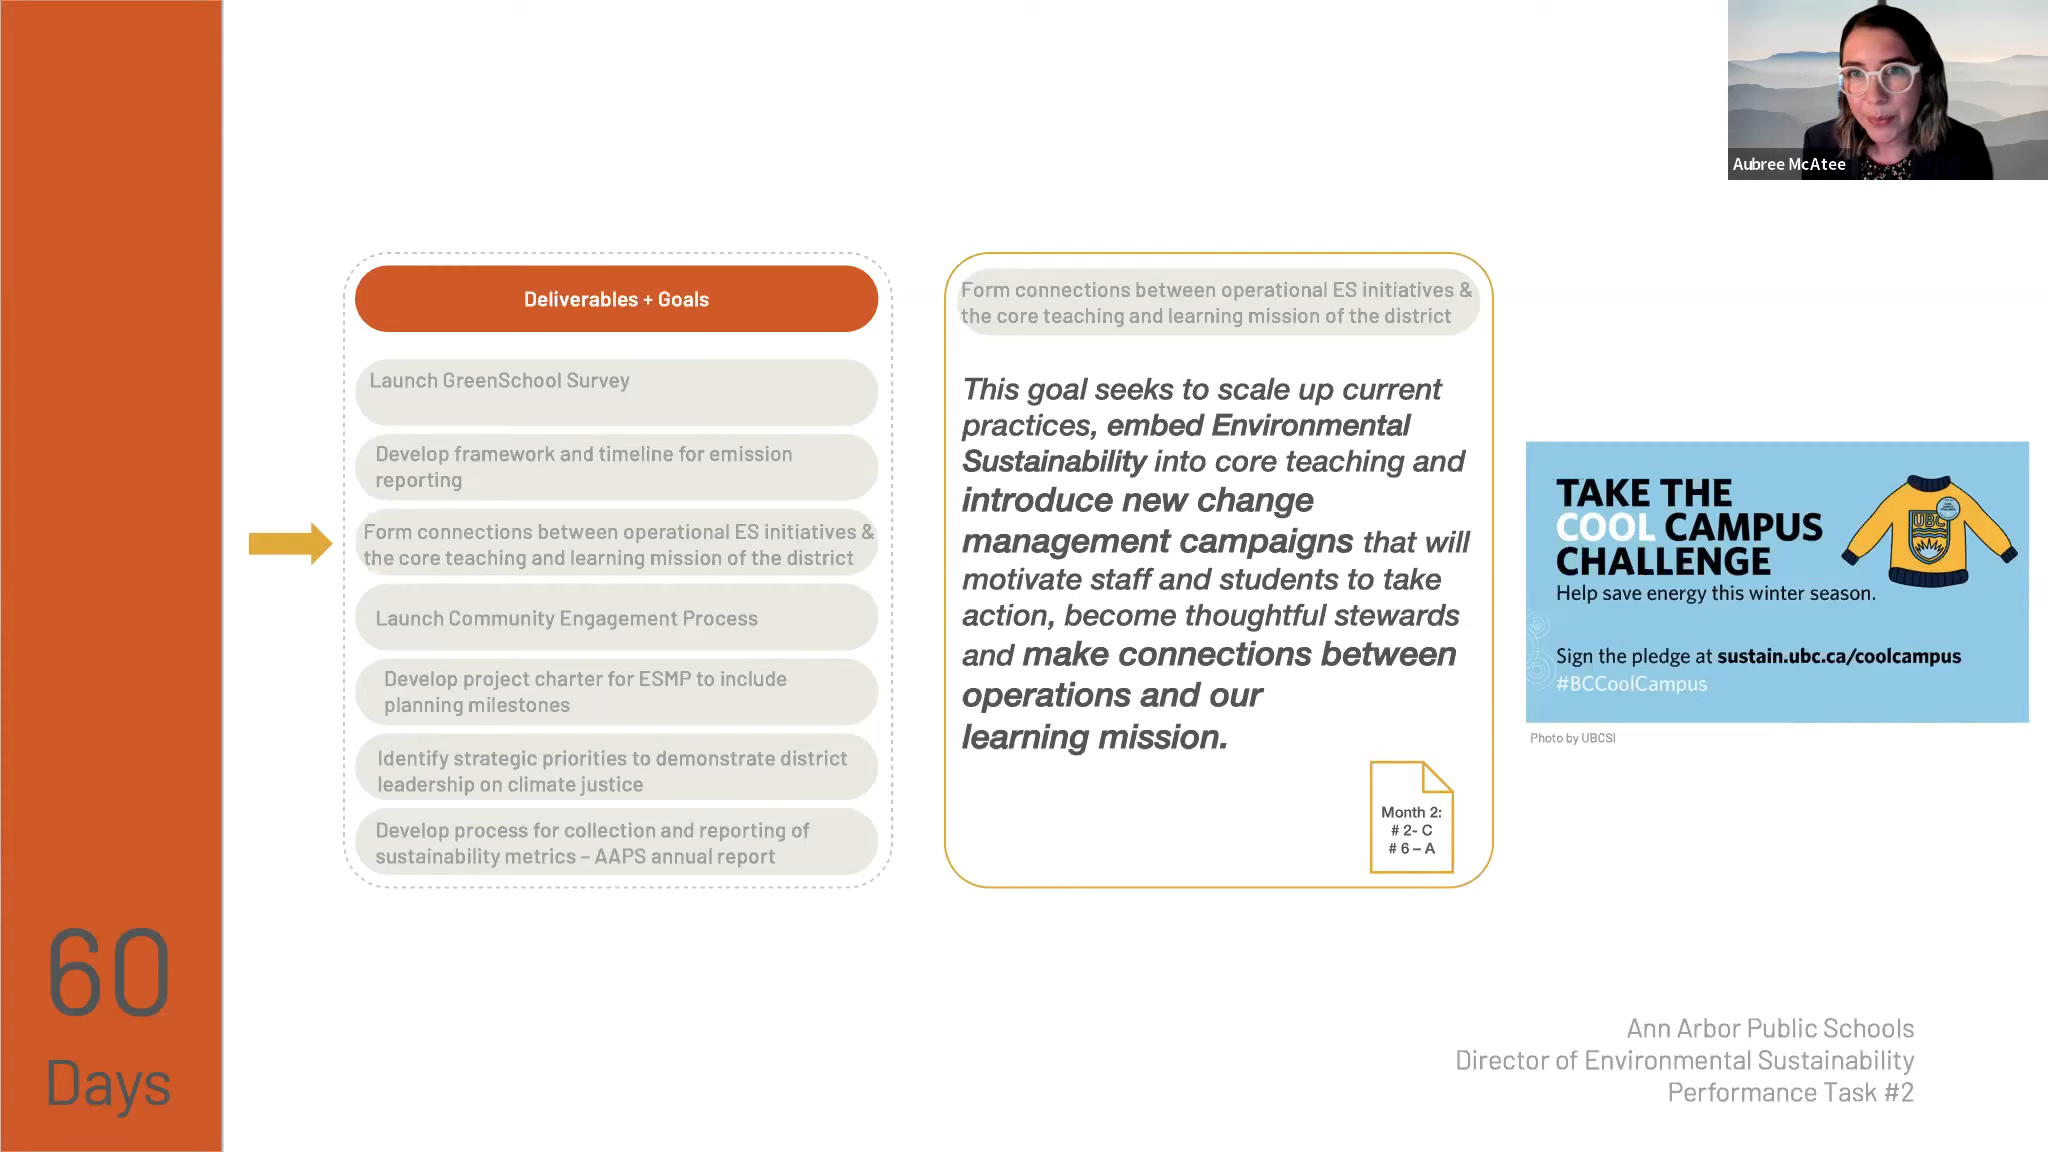 Aubree McAtee
Deliverables + Goals
Launch GreenSchool Survey
Develop framework and timeline for emission
reporting
Form connections between operational ES initiatives &
the core teaching and learning mission of the district
Launch Community Engagement Process
Develop project charter for ESMP to include
planning milestones
Identify strategic priorities to demonstrate district
leadership on climate justice
Develop process for collection and reporting of
sustainability metrics – AAPS annual report
Form connections between operational ES initiatives &
the core teaching and learning mission of the district
This goal seeks to scale up current
practices, embed Environmental
Sustainability into core teaching and
introduce new change
management campaigns that will
motivate staff and students to take
action, become thoughtful stewards
and make connections between
operations and our
learning mission.
Month 2:
# 2- C
# 6 – A
TAKE THE
COOL CAMPUS
CHALLENGE
Help save energy this winter season.
UBC
Sign the pledge at sustain.ubc.ca/coolcampus
#BCCoolCampus
Photo by UBCSI
60
Days
Ann Arbor Public Schools
Director of Environmental Sustainability
Performance Task #2